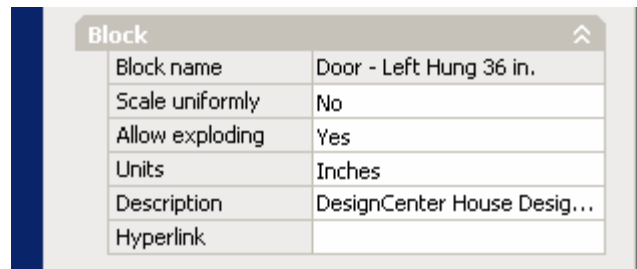 Block
Block name Door - Left Hung 36 in.
Scale uniformly No
Allow exploding Yes
Units Inches
Description DesignCenter House Desig...
Hyperlink